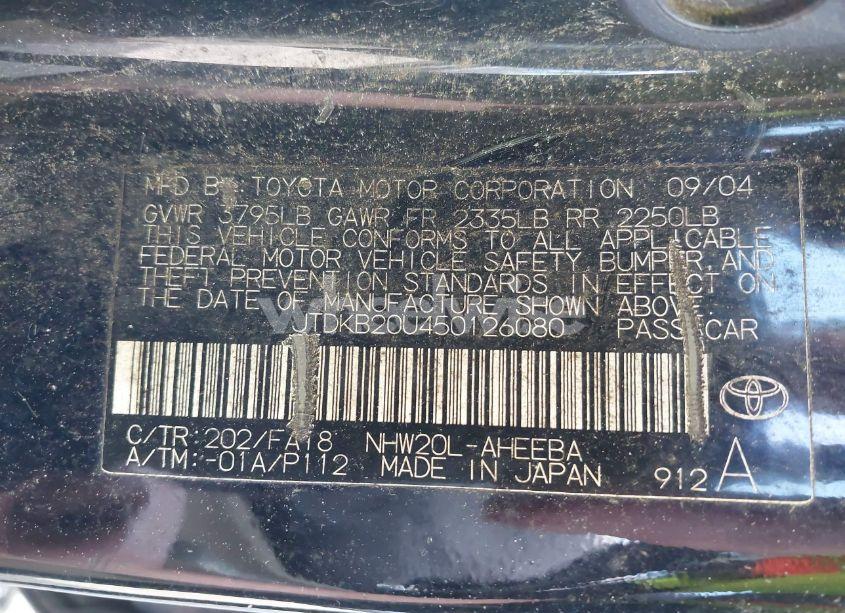 MFD BY: TOYOTA MOTOR CORPORATION 09/04
GVWR 3795LB GAWR FR 2335LB RR 2250LB
THIS VEHICLE CONFORMS TO ALL APPLICABLE
FEDERAL MOTOR VEHICLE SAFETY BUMPER AND
THEFT PREVENTION STANDARDS IN EFFECT ON
THE DATE OF MANUFACTURE SHOWN ABOVE.
JTDKB20U450126080 PASS CAR
C/TR:202/FA18 NHW20L-AHEEBA
A/TM:-01A/P112 MADE IN JAPAN
912 A